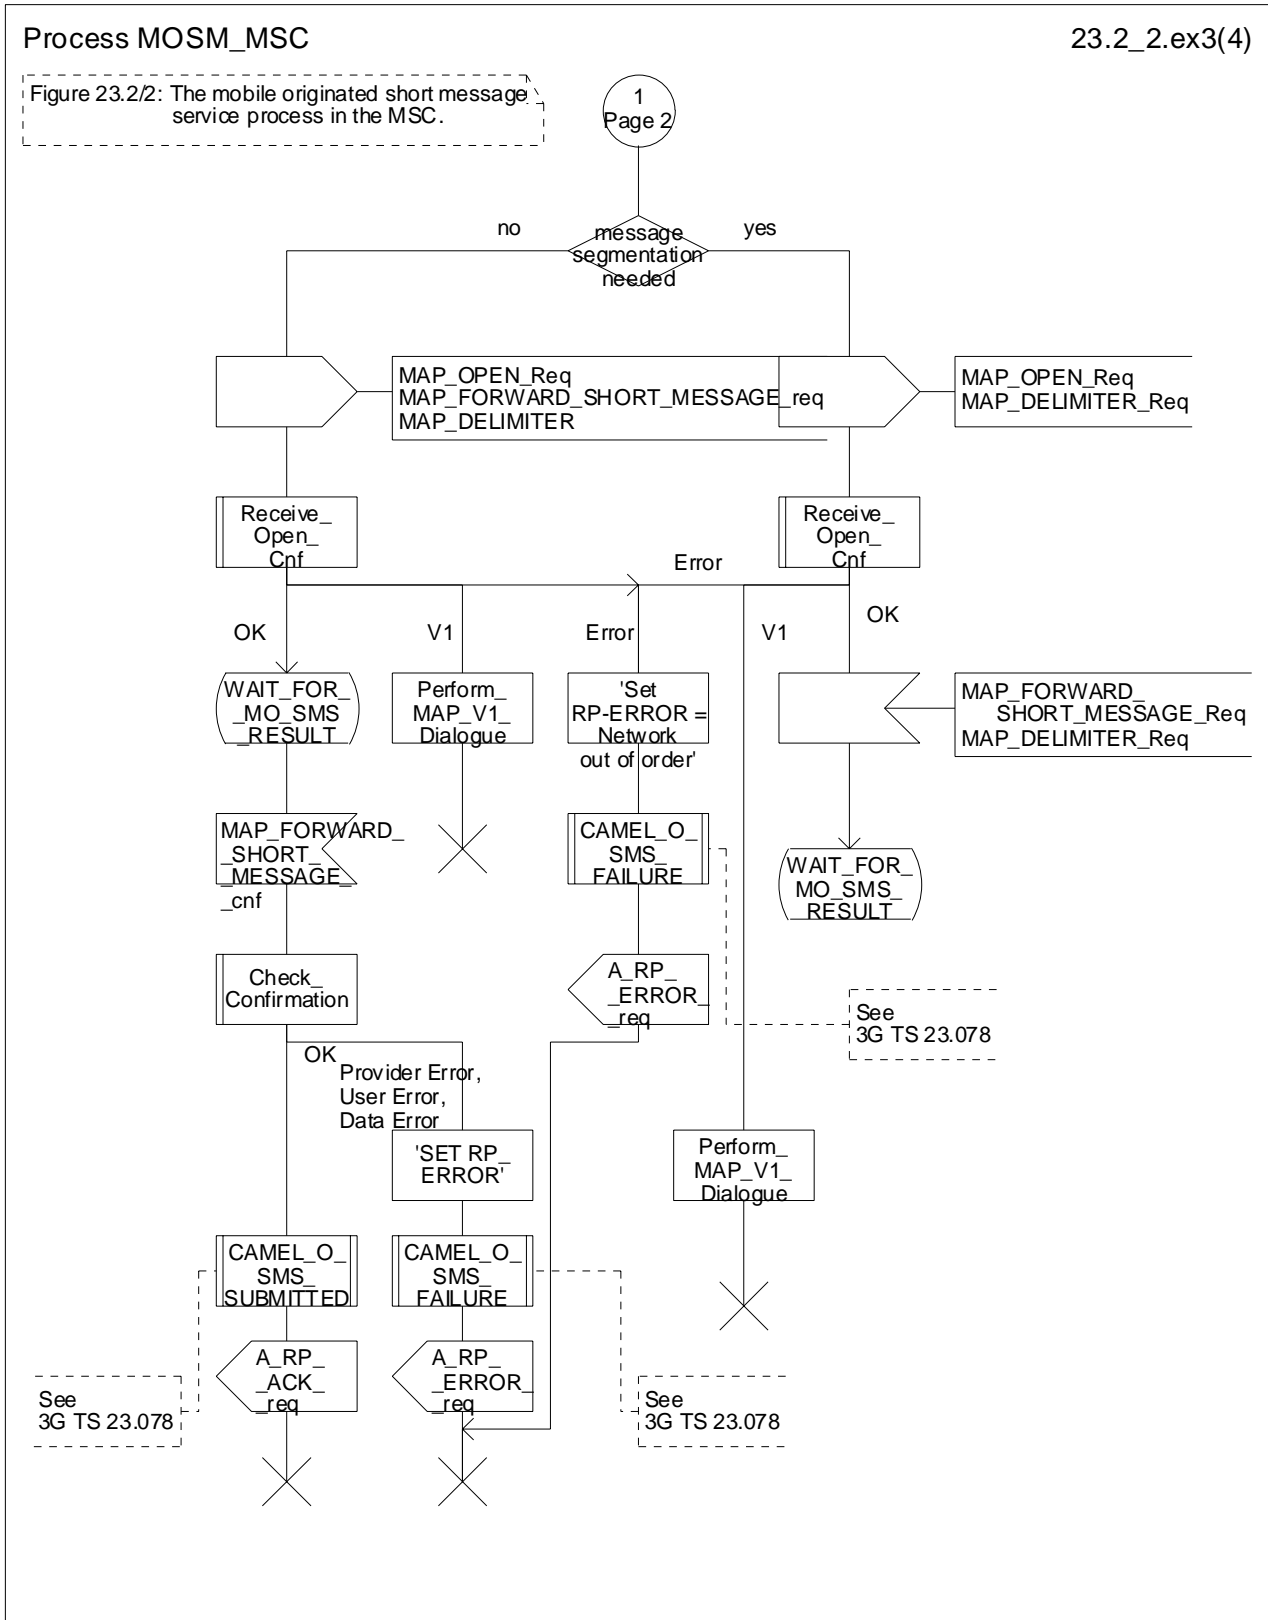 Process MOSM_MSC
23.2_2.ex3(4)
Figure 23.2/2: The mobile originated short message
service process in the MSC.
1
Page 2
no
message
segmentation
needed
yes
MAP_OPEN_Req
MAP_FORWARD_SHORT_MESSAGE_req
MAP_DELIMITER
MAP_OPEN_Req
MAP_DELIMITER_Req
Receive_
Open_
Cnf
Receive_
Open_
Cnf
Error
OK
V1
Error
V1
OK
WAIT_FOR_
_MO_SMS
_RESULT
Perform_
MAP_V1_
Dialogue
'Set
RP-ERROR =
Network
out of order'
MAP_FORWARD_
SHORT_MESSAGE_Req
MAP_DELIMITER_Req
MAP_FORWARD_
_SHORT_
_MESSAGE_
_cnf
CAMEL_O_
SMS_
FAILURE
WAIT_FOR_
MO_SMS_
RESULT
Check_
Confirmation
A_RP_
_ERROR_
_req
See
3G TS 23.078
OK
Provider Error,
User Error,
Data Error
'SET RP_
ERROR'
Perform_
MAP_V1_
Dialogue
CAMEL_O_
SMS_
SUBMITTED
CAMEL_O_
SMS_
FAILURE
A_RP_
_ACK_
_req
A_RP_
_ERROR_
_req
See
3G TS 23.078
See
3G TS 23.078